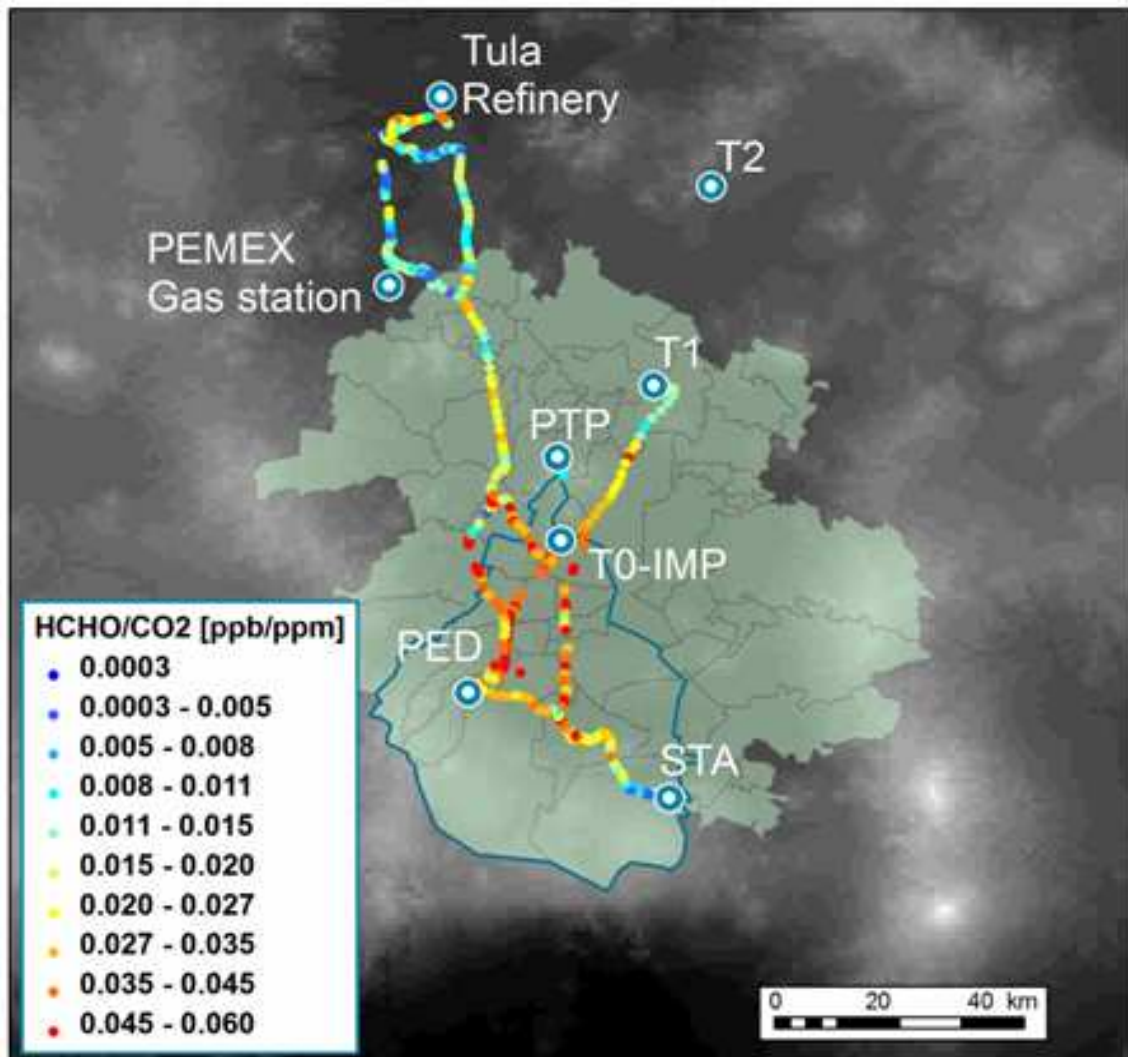 Tula
Refinery
T2
PEMEX
Gas station
T1
PTP
T0-IMP
PED
STA
HCHO/CO2 [ppb/ppm]
0.0003
0.0003 - 0.005
0.005 - 0.008
0.008 - 0.011
0.011 - 0.015
0.015 - 0.020
0.020 - 0.027
0.027 - 0.035
0.035 - 0.045
0.045 - 0.060
0 20 40 km